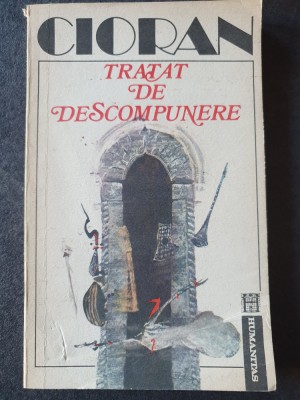 CIORAN
TRATAT
DE
DESCOMPUNERE
HUMANITAS